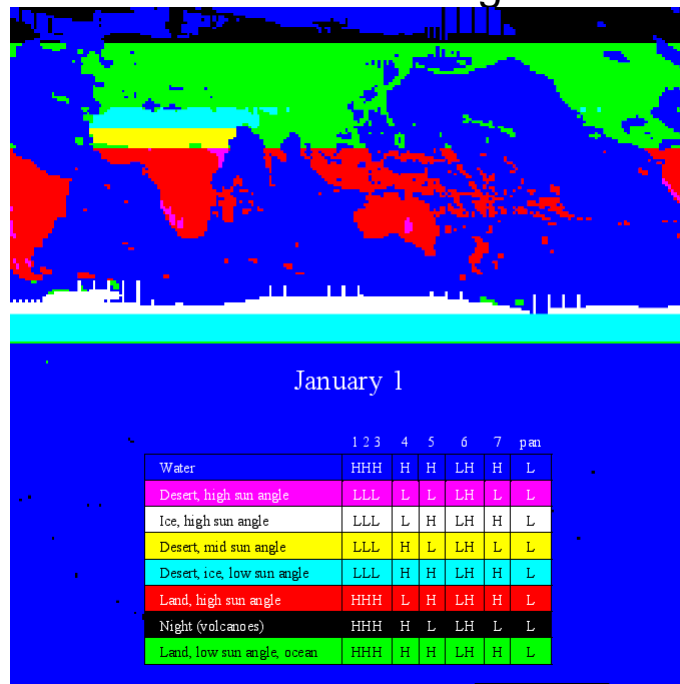 January 1
1 2 3 4 5 6 7 pan
Water HHH H H LH H L
Desert, high sun angle LLL L L LH L L
Ice, high sun angle LLL L H LH H L
Desert, mid sun angle LLL H L LH L L
Desert, ice, low sun angle LLL H H LH H L
Land, high sun angle HHH L H LH L L
Night (volcanoes) HHH H L LH L L
Land, low sun angle, ocean HHH H H LH H L